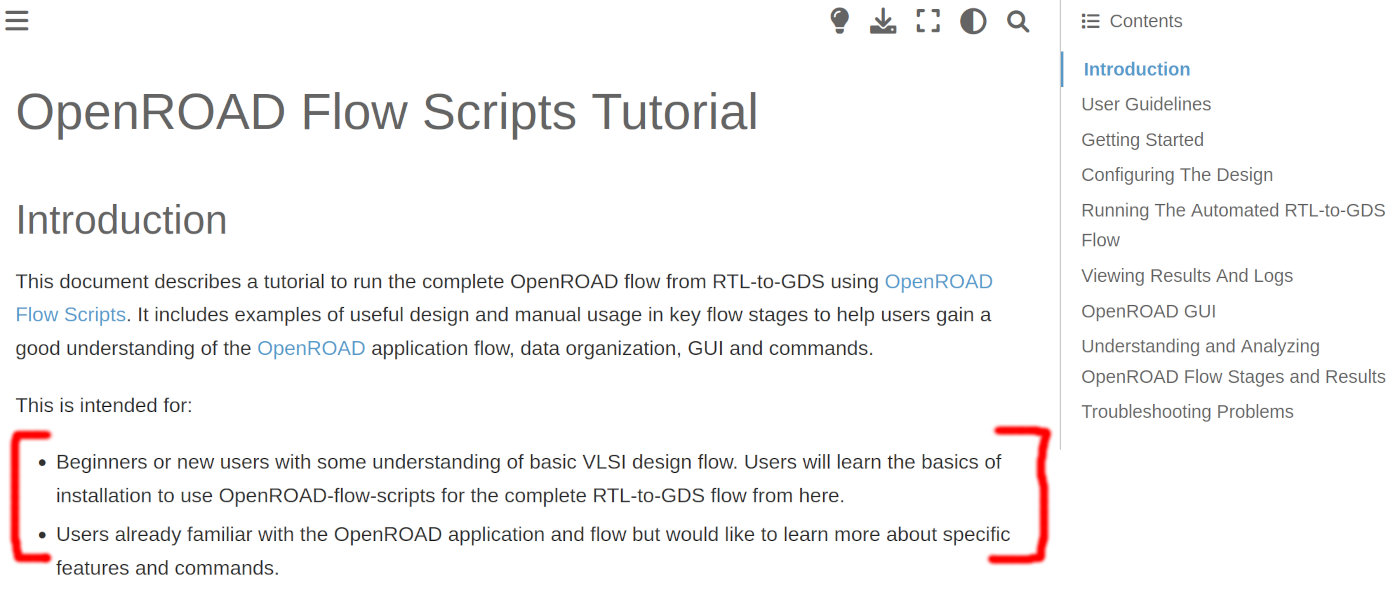 OpenROAD Flow Scripts Tutorial
Introduction
This document describes a tutorial to run the complete OpenROAD flow from RTL-to-GDS using OpenROAD
Flow Scripts. It includes examples of useful design and manual usage in key flow stages to help users gain a
good understanding of the OpenROAD application flow, data organization, GUI and commands.
This is intended for:
• Beginners or new users with some understanding of basic VLSI design flow. Users will learn the basics of
installation to use OpenROAD-flow-scripts for the complete RTL-to-GDS flow from here.
• Users already familiar with the OpenROAD application and flow but would like to learn more about specific
features and commands.
Contents
Introduction
User Guidelines
Getting Started
Configuring The Design
Running The Automated RTL-to-GDS
Flow
Viewing Results And Logs
OpenROAD GUI
Understanding and Analyzing
OpenROAD Flow Stages and Results
Troubleshooting Problems